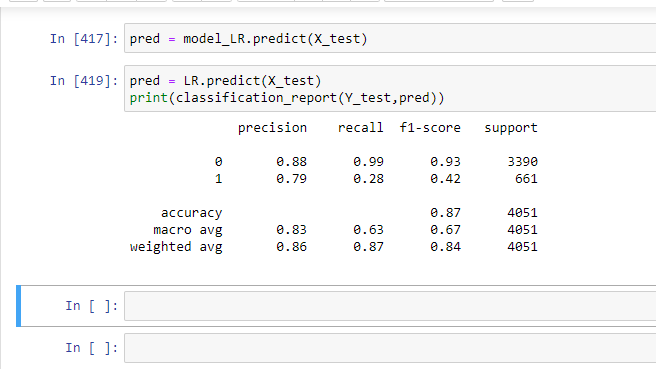 In [417]: pred = model_LR.predict(X_test)
In [419]: pred = LR.predict(X_test)
print(classification_report(Y_test,pred))
precision recall f1-score support
0 0.88 0.99 0.93 3390
1 0.79 0.28 0.42 661
accuracy 0.87 4051
macro avg 0.83 0.63 0.67 4051
weighted avg 0.86 0.87 0.84 4051
In [ ]:
In [ ]: